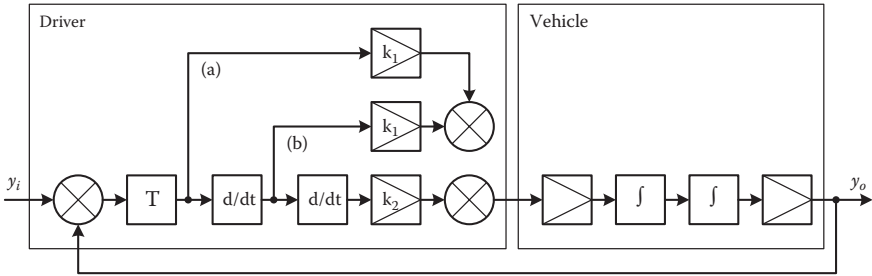 Driver
Vehicle
k₁
(a)
k₁
(b)
yᵢ
T
d/dt
d/dt
k₂
∫
∫
yₒ